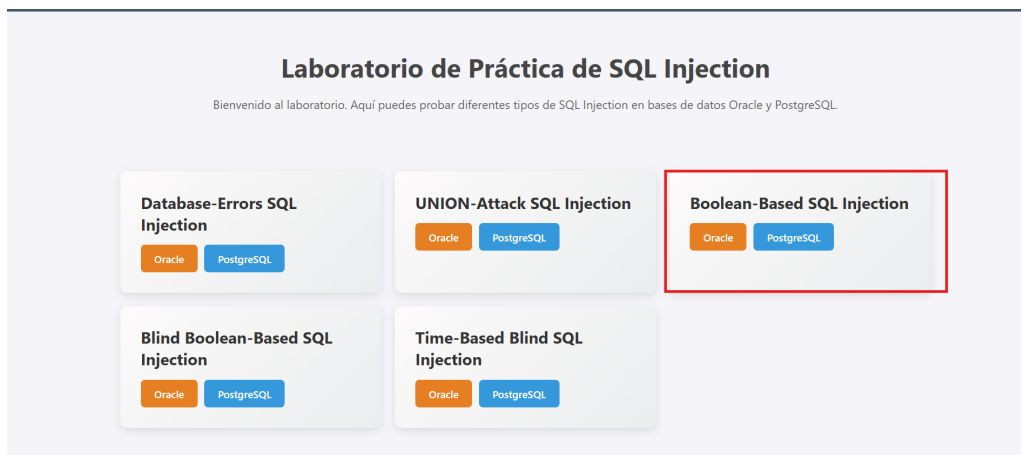 Laboratorio de Práctica de SQL Injection
Bienvenido al laboratorio. Aquí puedes probar diferentes tipos de SQL Injection en bases de datos Oracle y PostgreSQL.
Database-Errors SQL
Injection
Oracle PostgreSQL
UNION-Attack SQL Injection
Oracle PostgreSQL
Boolean-Based SQL Injection
Oracle PostgreSQL
Blind Boolean-Based SQL
Injection
Oracle PostgreSQL
Time-Based Blind SQL
Injection
Oracle PostgreSQL